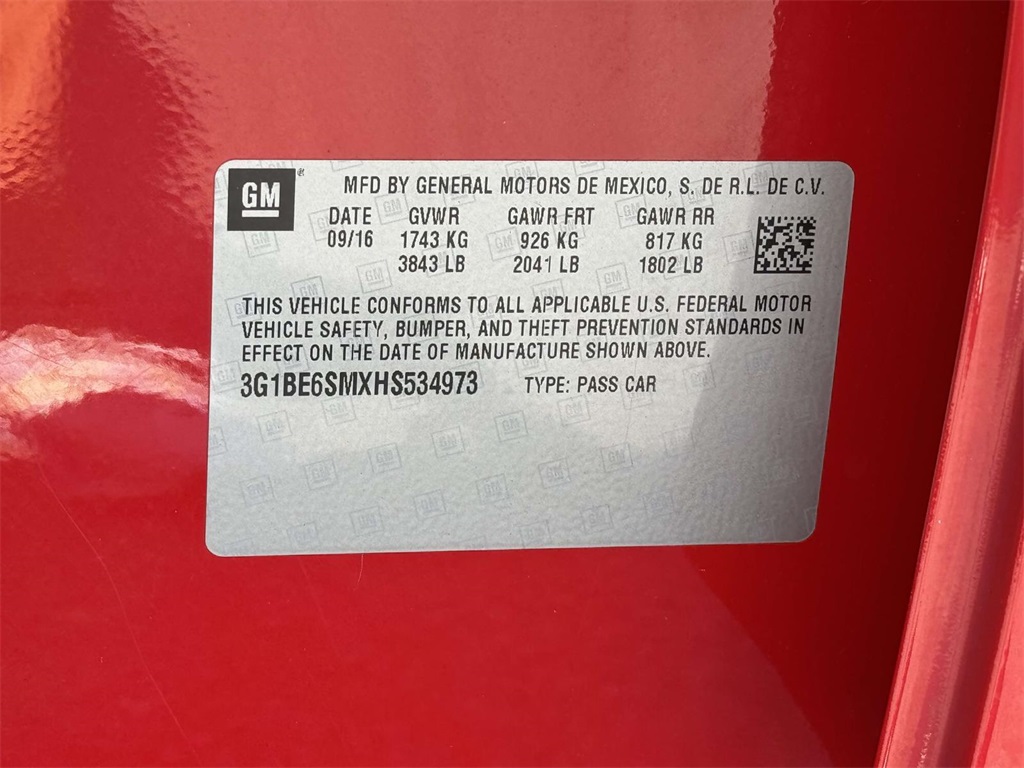 GM
MFD BY GENERAL MOTORS DE MEXICO, S. DE R.L. DE C.V.
DATE GVWR GAWR FRT GAWR RR
09/16 1743 KG 926 KG 817 KG
3843 LB 2041 LB 1802 LB
THIS VEHICLE CONFORMS TO ALL APPLICABLE U.S. FEDERAL MOTOR
VEHICLE SAFETY, BUMPER, AND THEFT PREVENTION STANDARDS IN
EFFECT ON THE DATE OF MANUFACTURE SHOWN ABOVE.
3G1BE6SMXHS534973 TYPE: PASS CAR